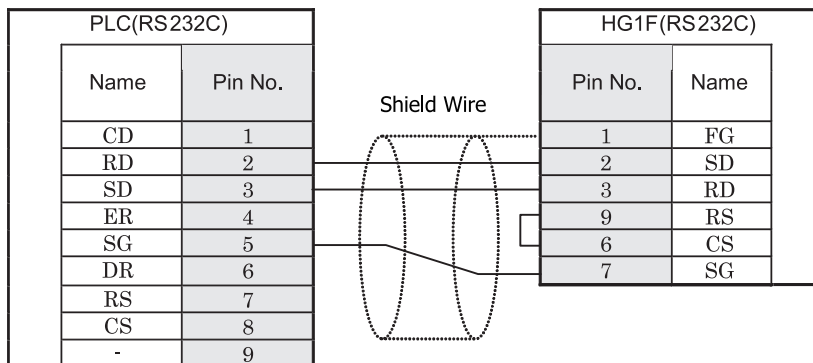 PLC(RS232C) HG1F(RS232C)
Name Pin No. Shield Wire Pin No. Name
CD 1 1 FG
RD 2 2 SD
SD 3 3 RD
ER 4 9 RS
SG 5 6 CS
DR 6 7 SG
RS 7
CS 8
- 9